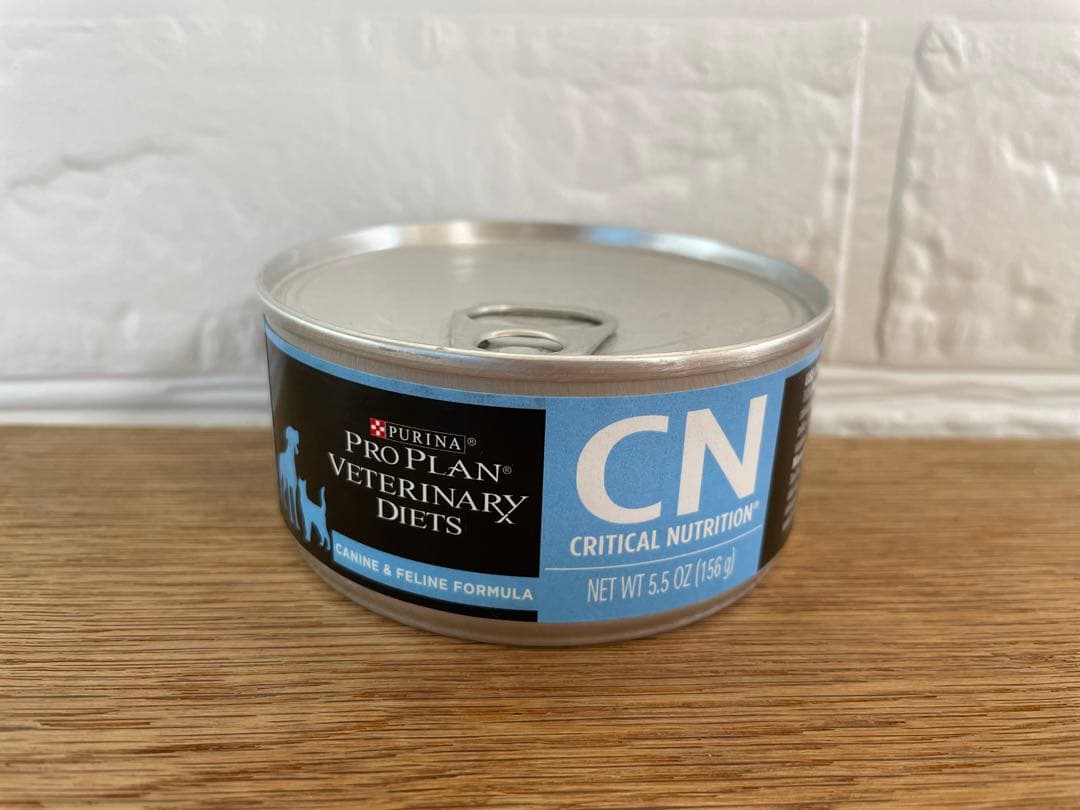 PURINA®
PRO PLAN®
VETERINARY
DIETS
CANINE & FELINE FORMULA
CN
CRITICAL NUTRITION
NET WT 5.5 OZ (156 g)